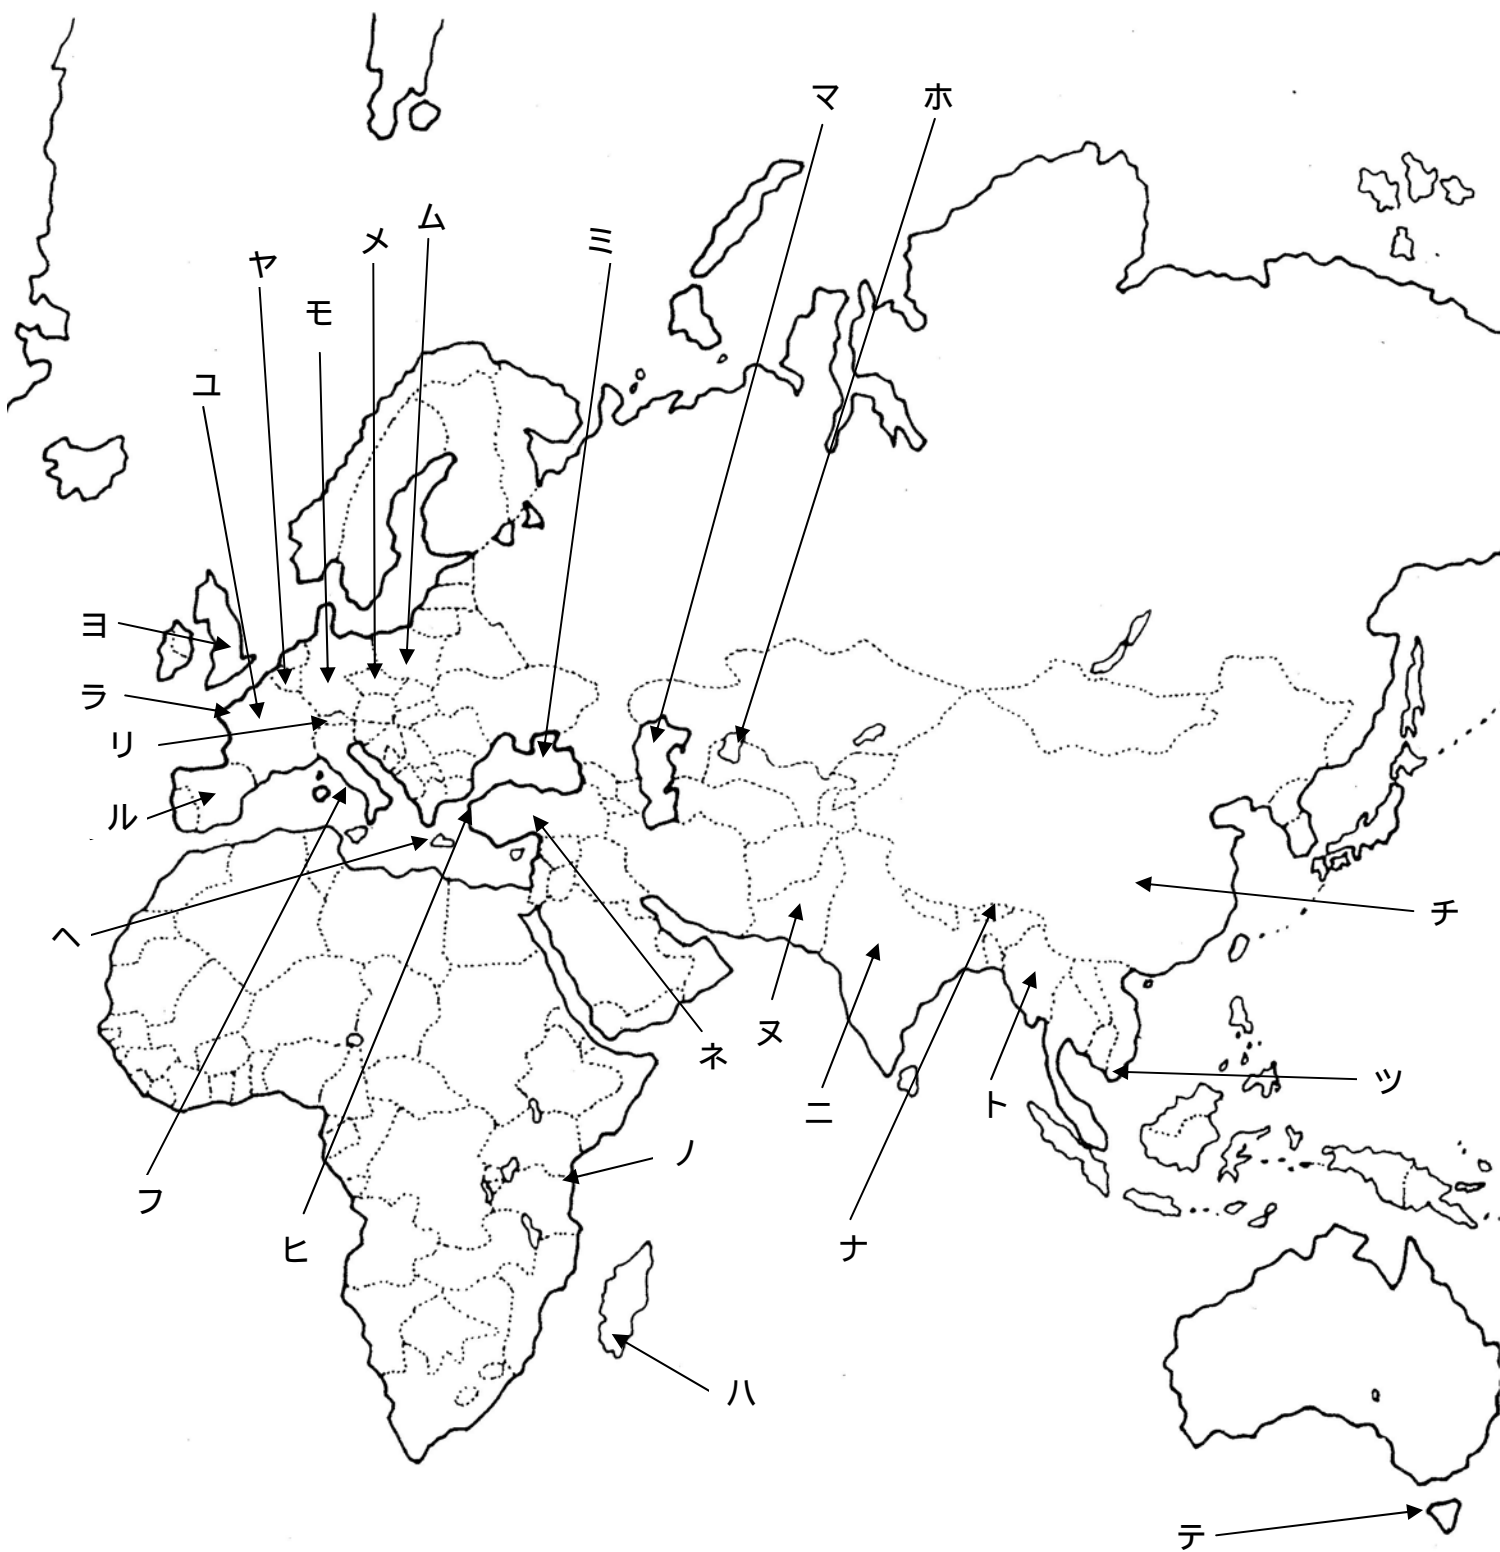 マ
ホ
ム
メ
ミ
ヤ
モ
ユ
ヨ
ラ
リ
ル
チ
ヘ
ヌ
ネ
ツ
ト
ニ
ノ
フ
ヒ
ナ
ハ
テ